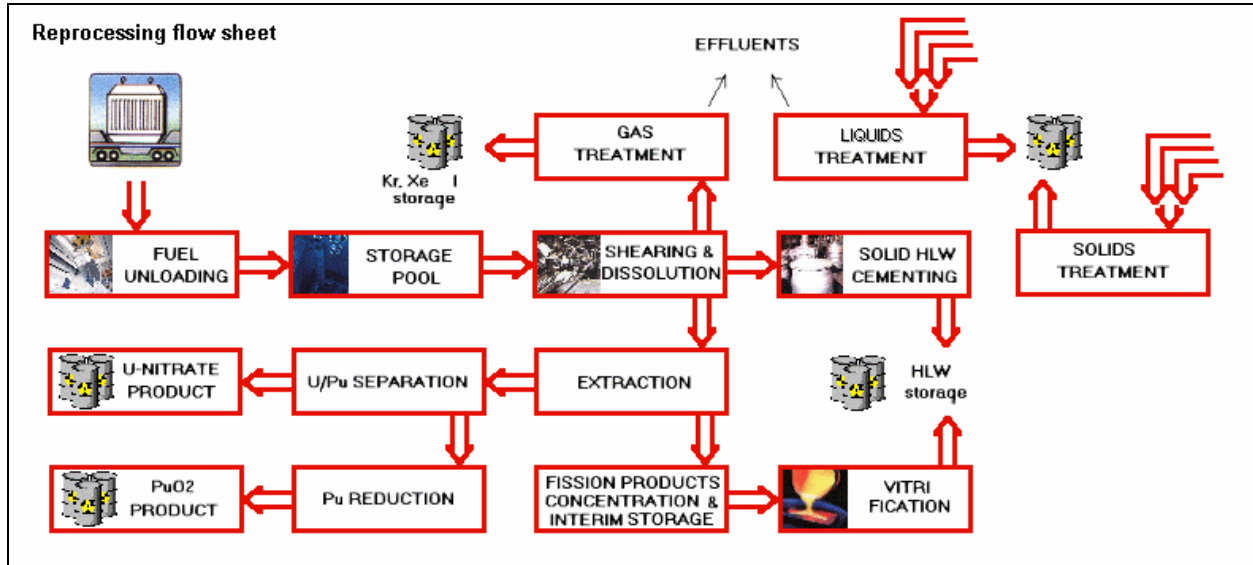 Reprocessing flow sheet
EFFLUENTS
GAS
TREATMENT
LIQUIDS
TREATMENT
Kr, Xe I
storage
FUEL
UNLOADING
STORAGE
POOL
SHEARING &
DISSOLUTION
SOLID HLW
CEMENTING
SOLIDS
TREATMENT
U-NITRATE
PRODUCT
U/Pu SEPARATION
EXTRACTION
HLW
storage
PuO2
PRODUCT
Pu REDUCTION
FISSION PRODUCTS
CONCENTRATION &
INTERIM STORAGE
VITRI
FICATION